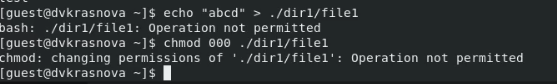 [guest@dvkrasnova ~]$ echo "abcd" > ./dir1/file1
bash: ./dir1/file1: Operation not permitted
[guest@dvkrasnova ~]$ chmod 000 ./dir1/file1
chmod: changing permissions of './dir1/file1': Operation not permitted
[guest@dvkrasnova ~]$